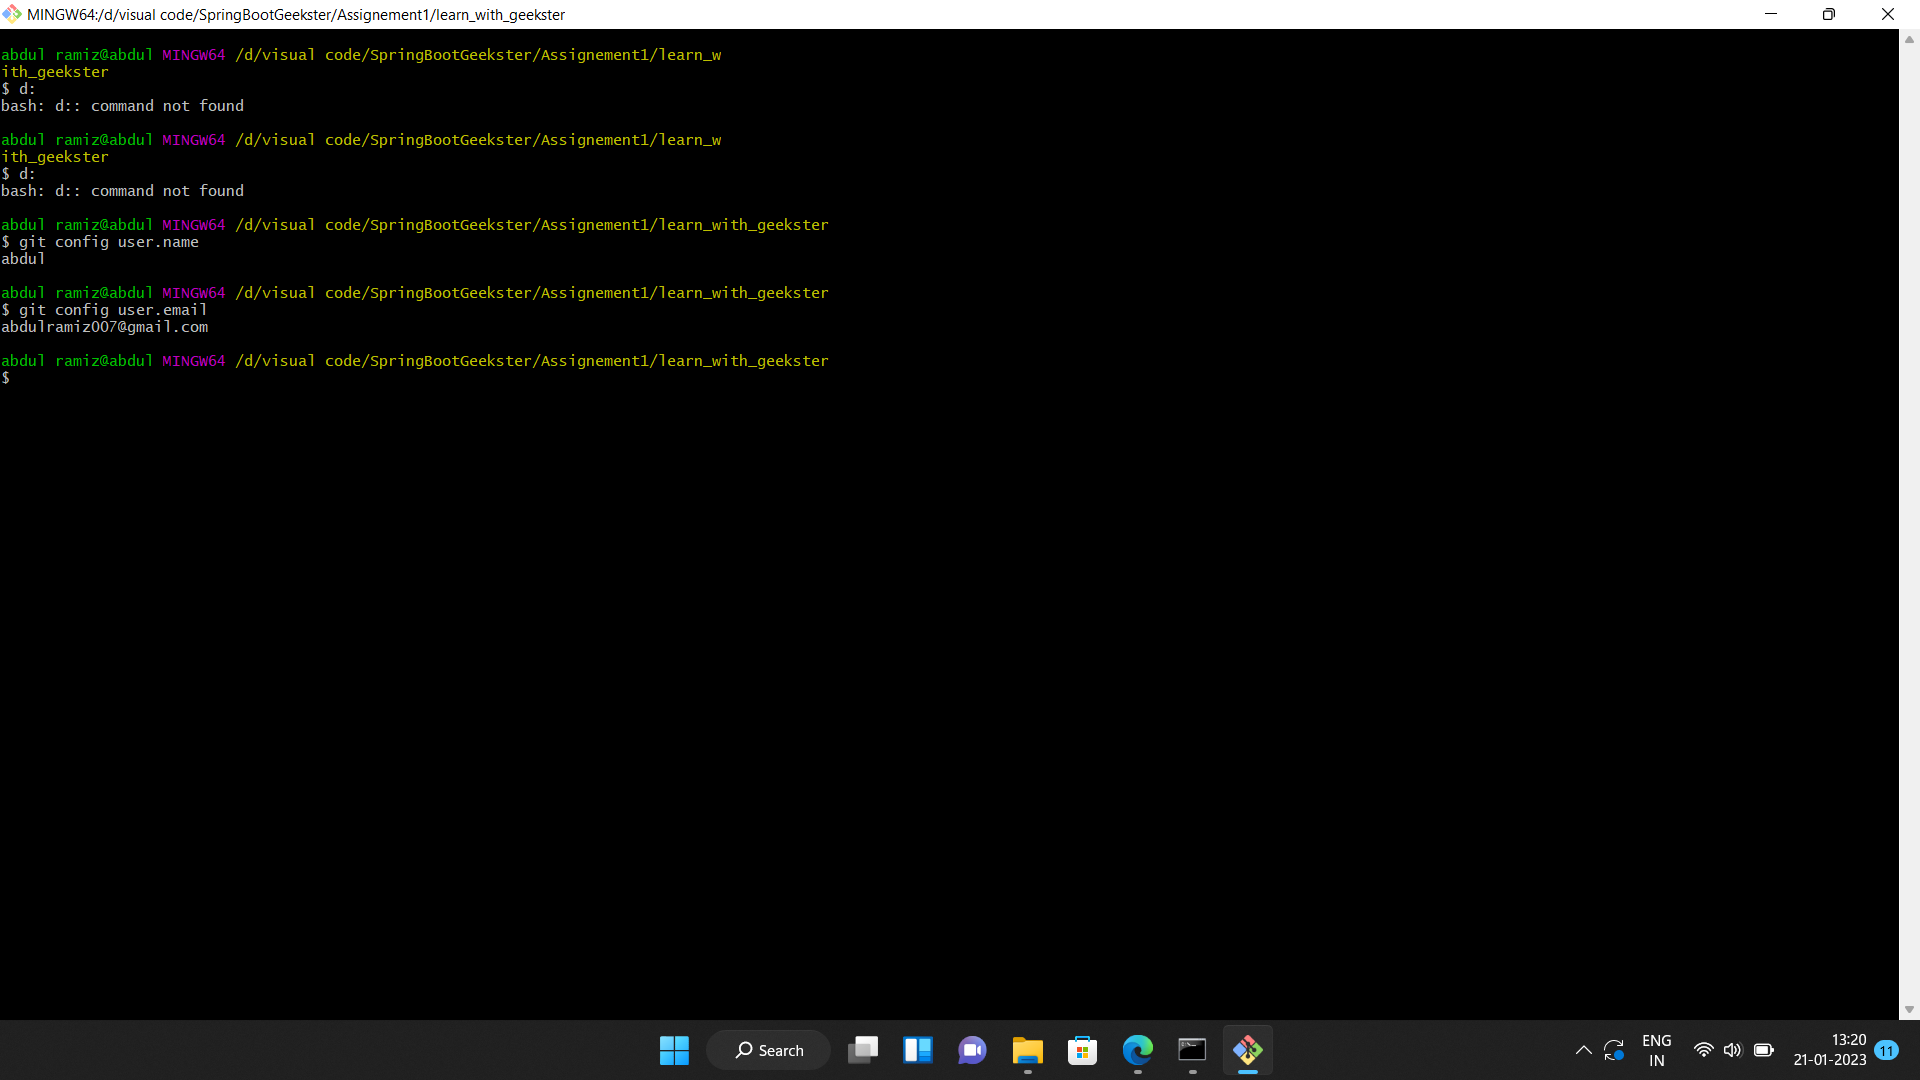 MINGW64:/d/visual code/SpringBootGeekster/Assignement1/learn_with_geekster
abdul ramiz@abdul MINGW64 /d/visual code/SpringBootGeekster/Assignement1/learn_w
ith_geekster
$ d:
bash: d:: command not found
abdul ramiz@abdul MINGW64 /d/visual code/SpringBootGeekster/Assignement1/learn_w
ith_geekster
$ d:
bash: d:: command not found
abdul ramiz@abdul MINGW64 /d/visual code/SpringBootGeekster/Assignement1/learn_with_geekster
$ git config user.name
abdul
abdul ramiz@abdul MINGW64 /d/visual code/SpringBootGeekster/Assignement1/learn_with_geekster
$ git config user.email
abdulramiz007@gmail.com
abdul ramiz@abdul MINGW64 /d/visual code/SpringBootGeekster/Assignement1/learn_with_geekster
$
Search
ENG
IN
13:20
21-01-2023
11